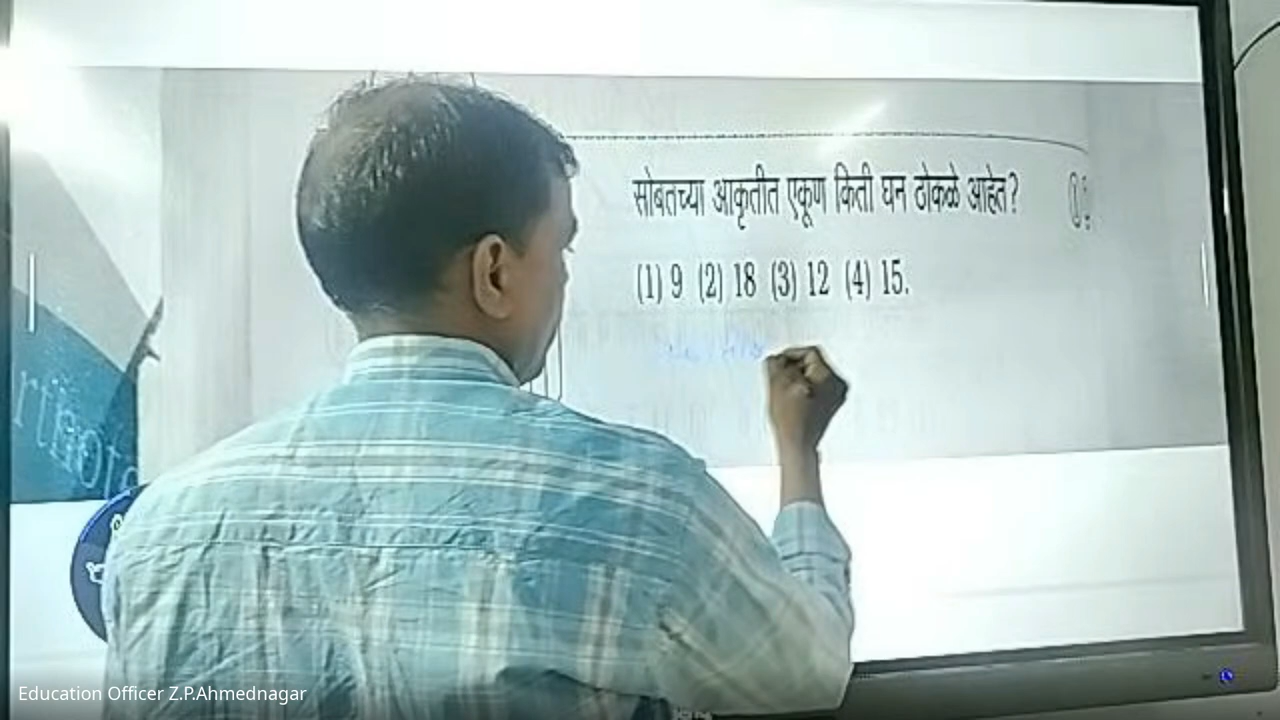 सोबतच्या आकृतीत एकूण किती घन ठोकळे आहेत?
(1) 9 (2) 18 (3) 12 (4) 15.
Education Officer Z.P.Ahmednagar